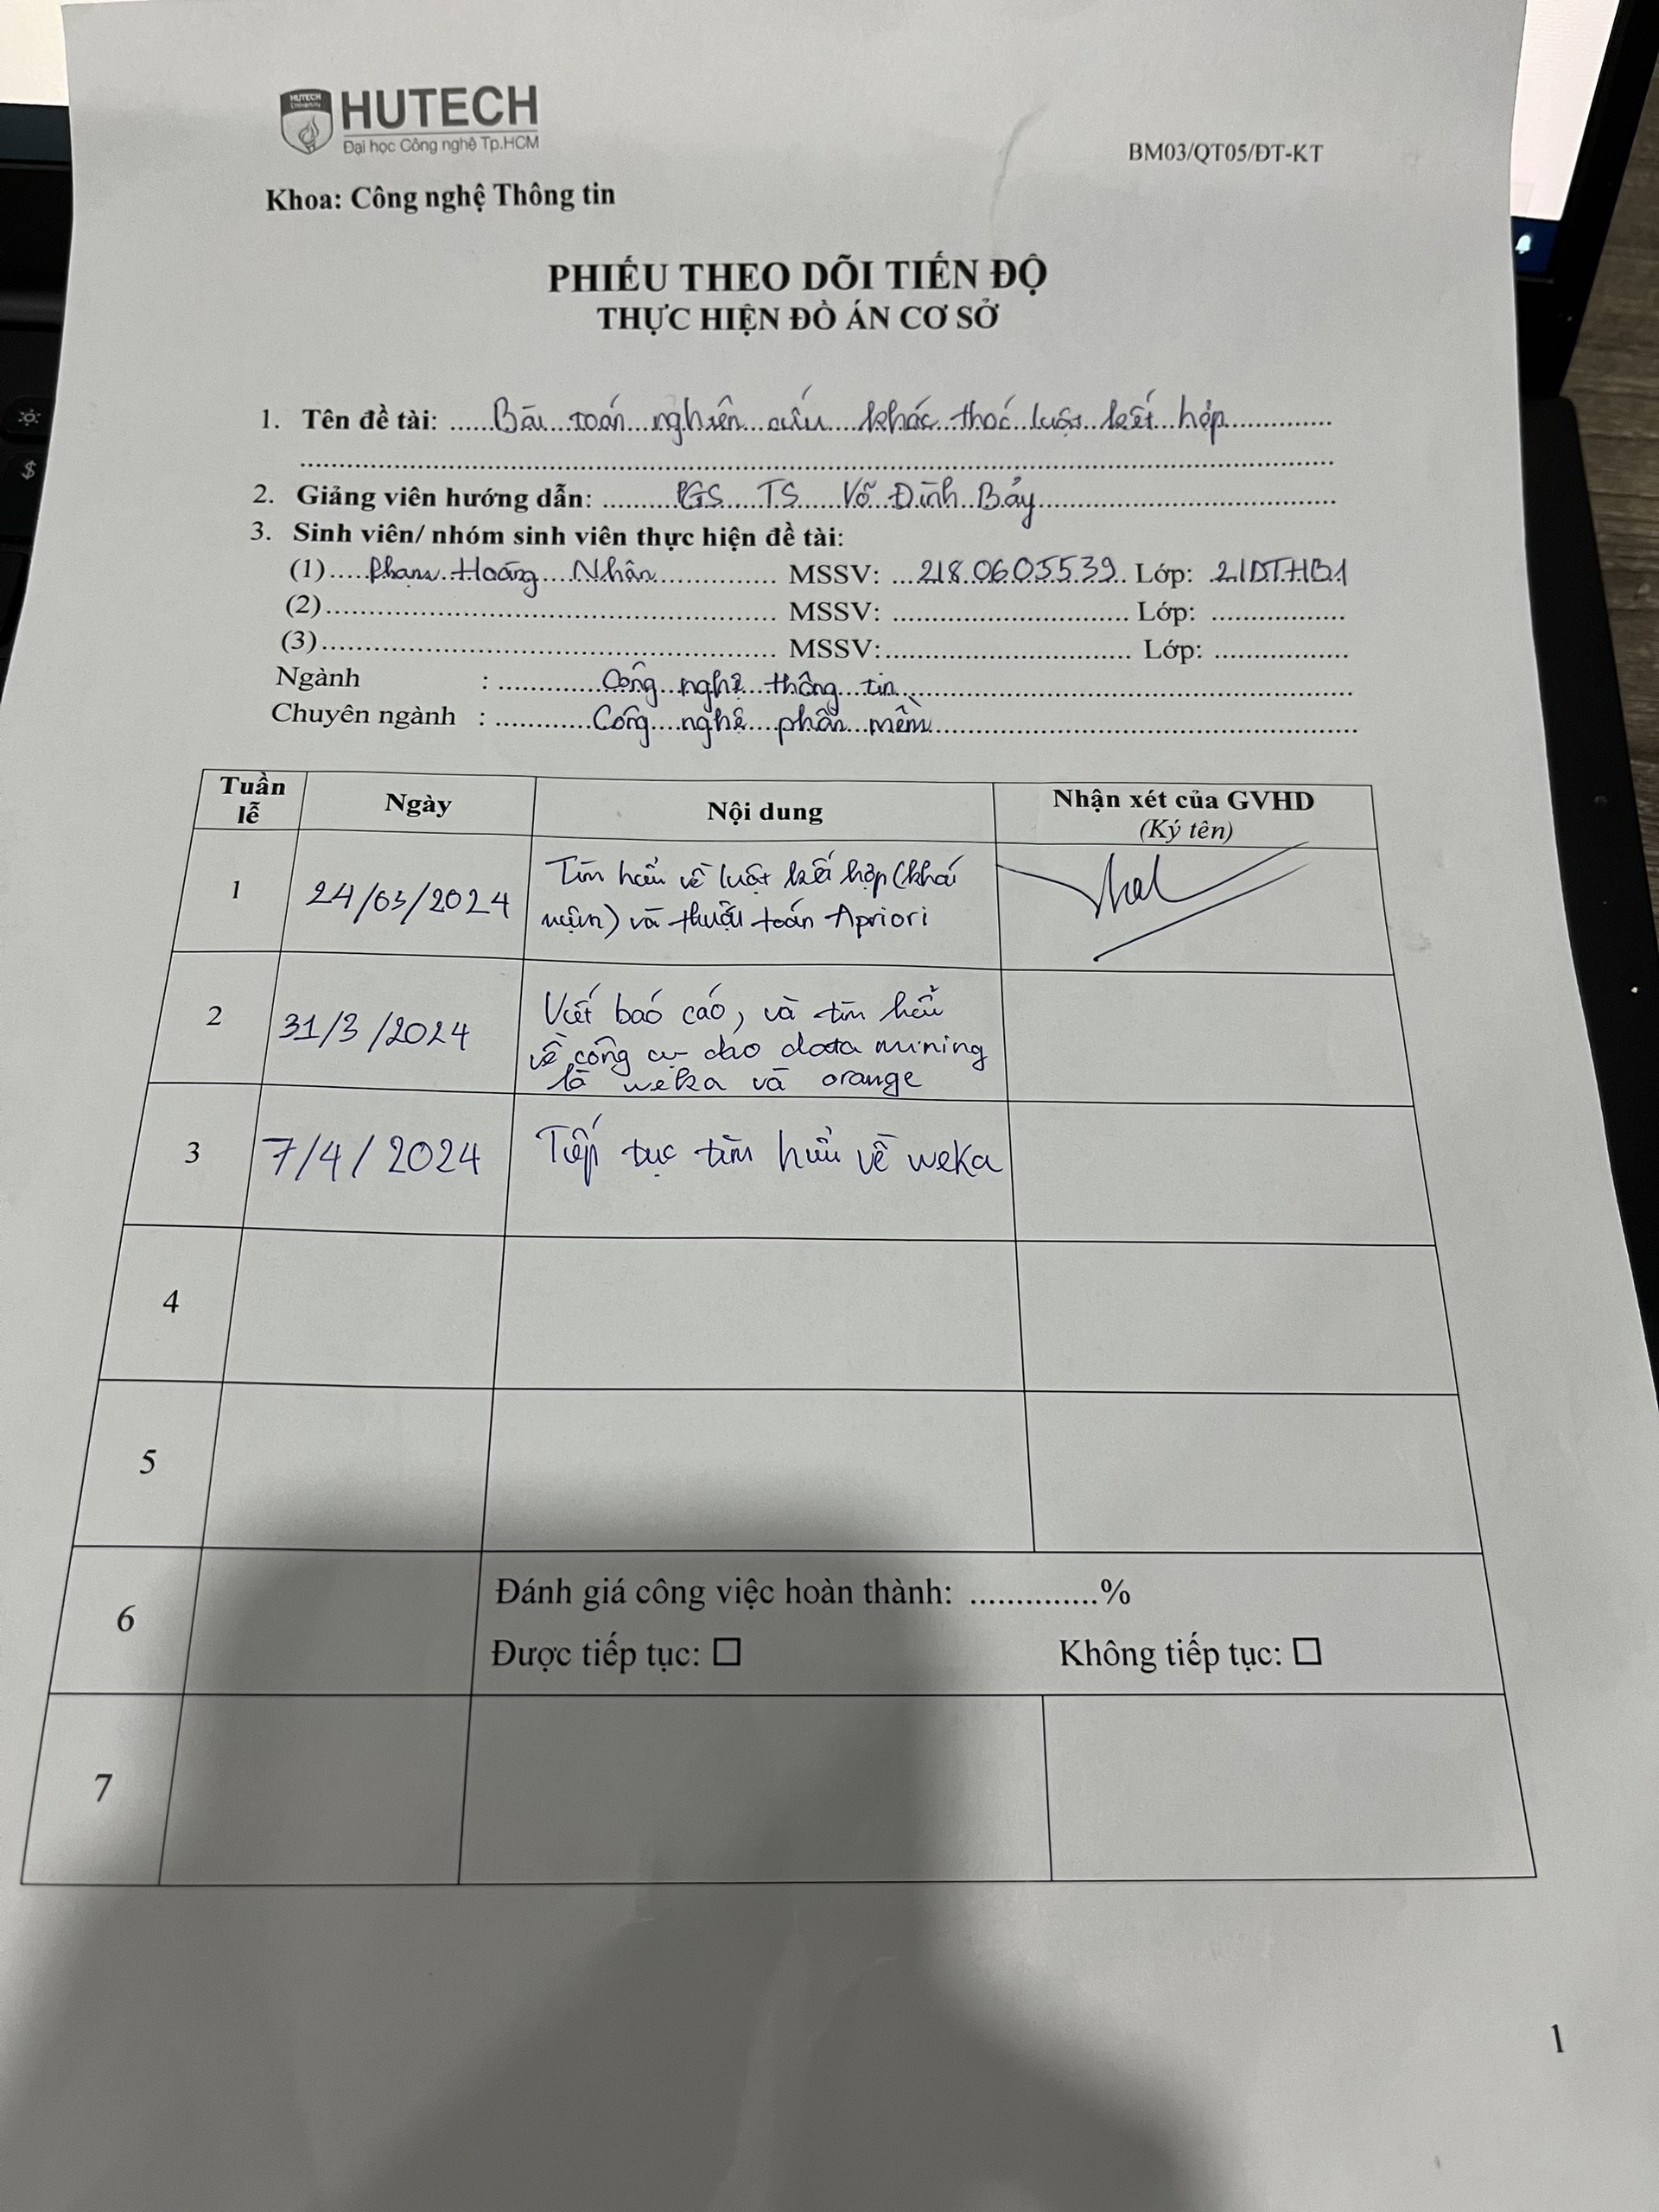 HUTECH
Đại học Công nghệ Tp.HCM
BM03/QT05/ĐT-KT
Khoa: Công nghệ Thông tin
PHIẾU THEO DÕI TIẾN ĐỘ
THỰC HIỆN ĐỒ ÁN CƠ SỞ
1. Tên đề tài: Bài toán nghiên cứu khác thác luật kết hợp
2. Giảng viên hướng dẫn: PGS TS Võ Đình Bảy
3. Sinh viên/ nhóm sinh viên thực hiện đề tài:
(1) Phạm Hoàng Nhân MSSV: 2180605539 Lớp: 21DTHB1
(2) MSSV: Lớp:
(3) MSSV: Lớp:
Ngành : Công nghệ thông tin
Chuyên ngành : Công nghệ phần mềm
Tuần lễ Ngày Nội dung Nhận xét của GVHD
(Ký tên)
1 24/03/2024 Tìm hiểu về luật kết hợp (khái
niệm) và thuật toán Apriori
2 31/3/2024 Viết báo cáo, và tìm hiểu
về công cụ cho data mining
là weka và orange
3 7/4/2024 Tiếp tục tìm hiểu về weka
4
5
6 Đánh giá công việc hoàn thành: ..............%
Được tiếp tục: ☐ Không tiếp tục: ☐
7
1